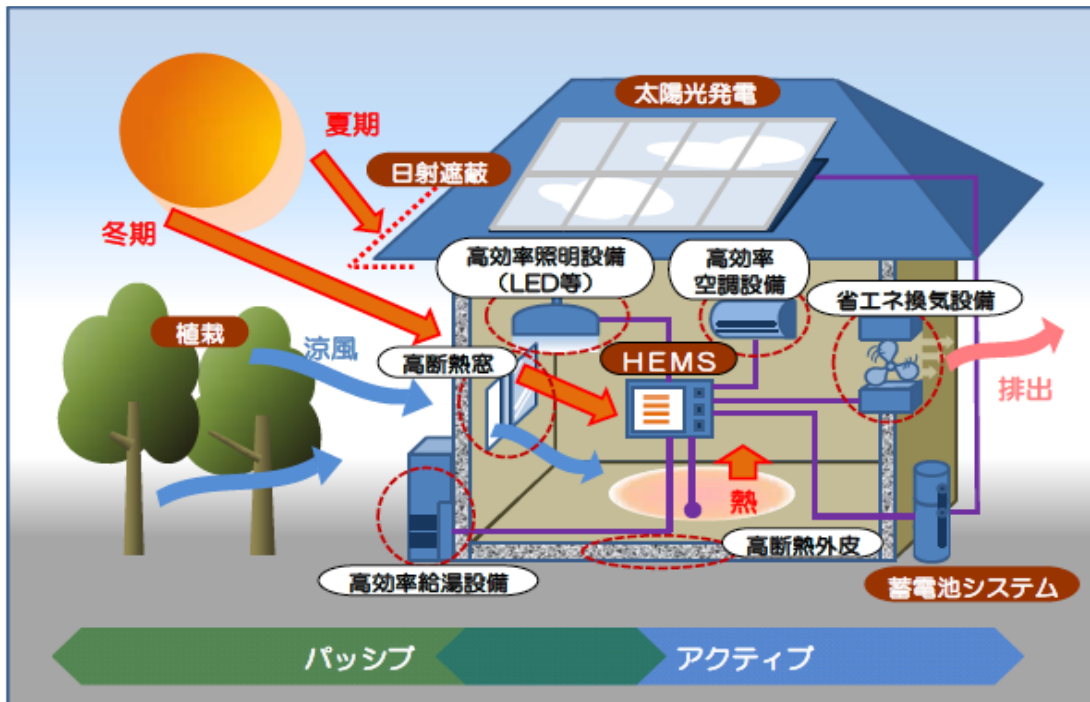 太陽光発電
夏期
日射遮蔽
冬期
高効率照明設備
（LED等）
高効率
空調設備
省エネ換気設備
植栽
涼風
高断熱窓
HEMS
排出
熱
高断熱外皮
高効率給湯設備
蓄電池システム
パッシブ
アクティブ